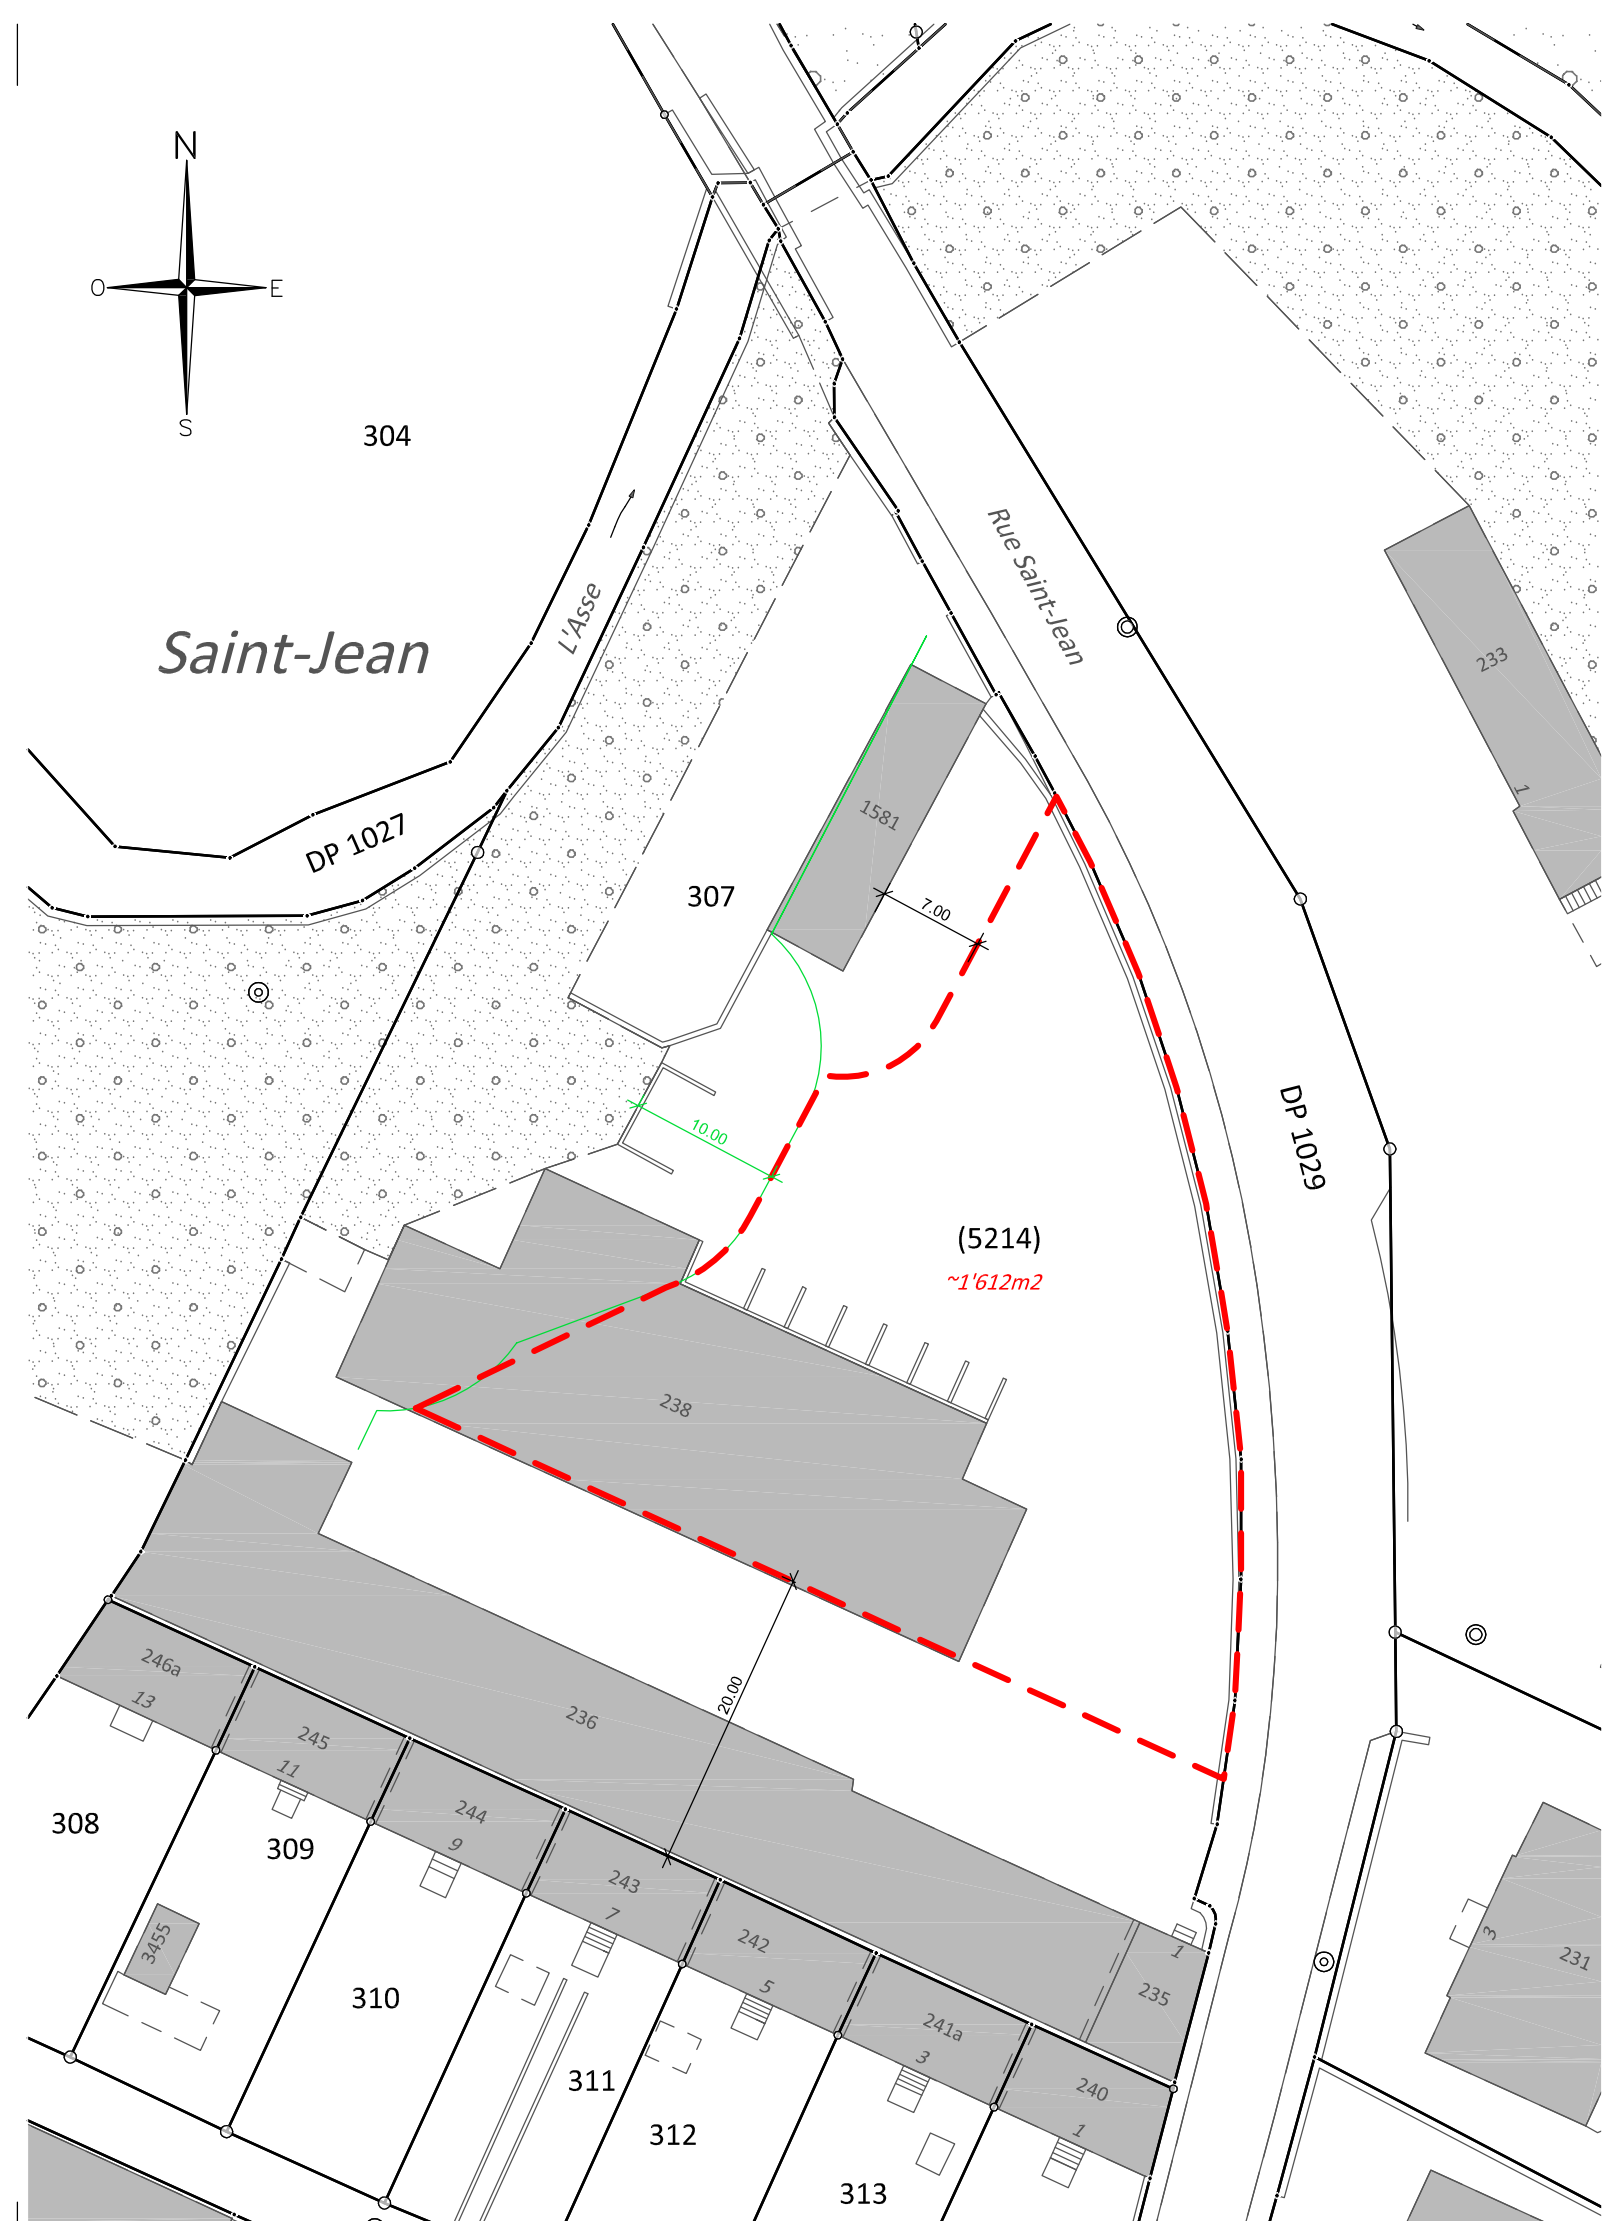 N
O
E
S
304
Saint-Jean
L'Asse
Rue Saint-Jean
233
1
DP 1027
307
1581
7.00
10.00
DP 1029
(5214)
~1'612m2
238
20.00
236
246a
13
245
11
244
9
243
7
242
5
241a
3
240
1
235
1
308
309
310
311
312
313
3455
3
231